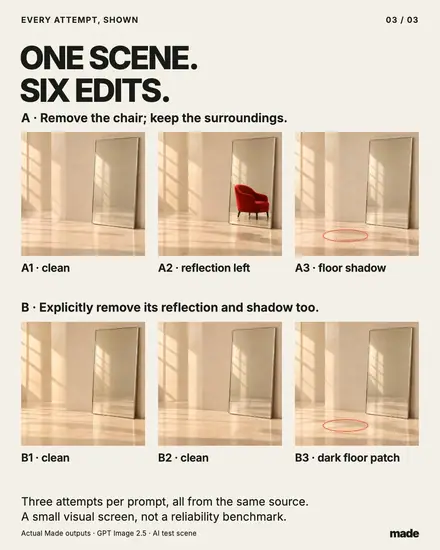 EVERY ATTEMPT, SHOWN
03 / 03
ONE SCENE.
SIX EDITS.
A · Remove the chair; keep the surroundings.
A1 · clean
A2 · reflection left
A3 · floor shadow
B · Explicitly remove its reflection and shadow too.
B1 · clean
B2 · clean
B3 · dark floor patch
Three attempts per prompt, all from the same source.
A small visual screen, not a reliability benchmark.
Actual Made outputs · GPT Image 2.5 · AI test scene
made